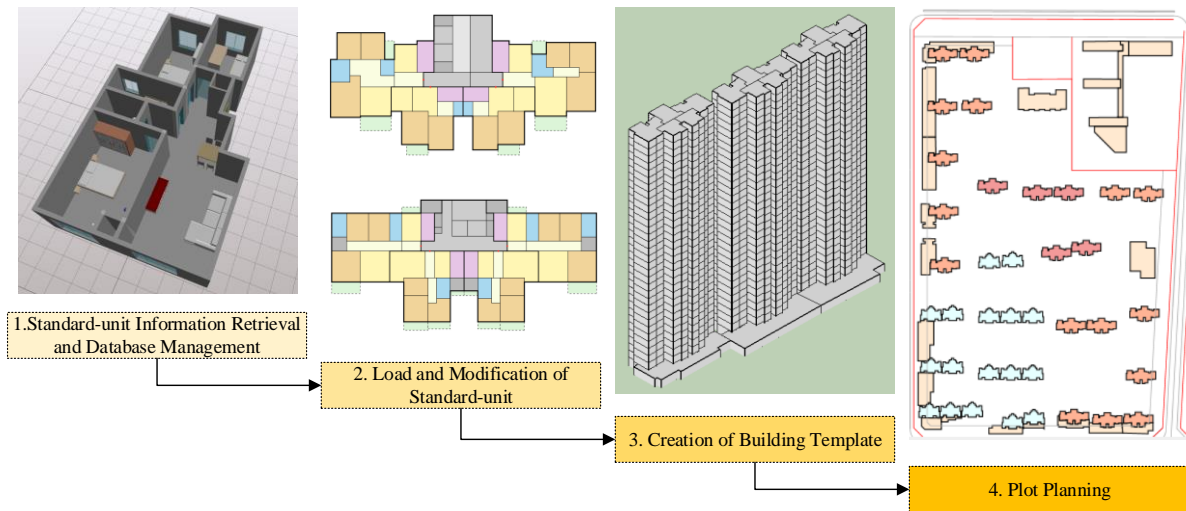 1.Standard-unit Information Retrieval
and Database Management
2. Load and Modification of
Standard-unit
3. Creation of Building Template
4. Plot Planning